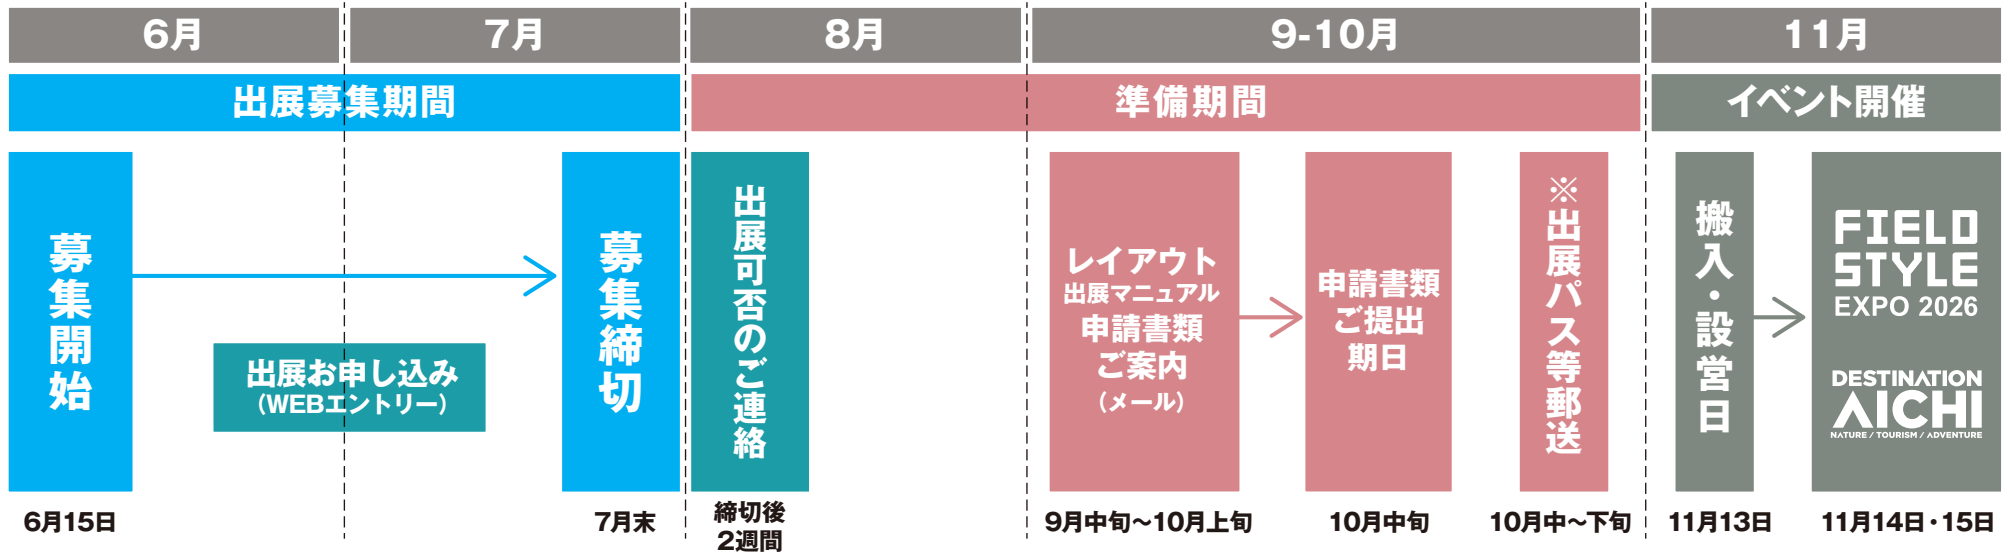 6月
7月
8月
9-10月
11月
出展募集期間
準備期間
イベント開催
募集開始
出展お申し込み
(WEBエントリー)
募集締切
出展可否のご連絡
レイアウト
出展マニュアル
申請書類
ご案内
(メール)
申請書類
ご提出
期日
※出展パス等郵送
搬入・設営日
FIELD
STYLE
EXPO 2026
DESTINATION
AICHI
NATURE / TOURISM / ADVENTURE
6月15日
7月末
締切後
2週間
9月中旬〜10月上旬
10月中旬
10月中〜下旬
11月13日
11月14日・15日